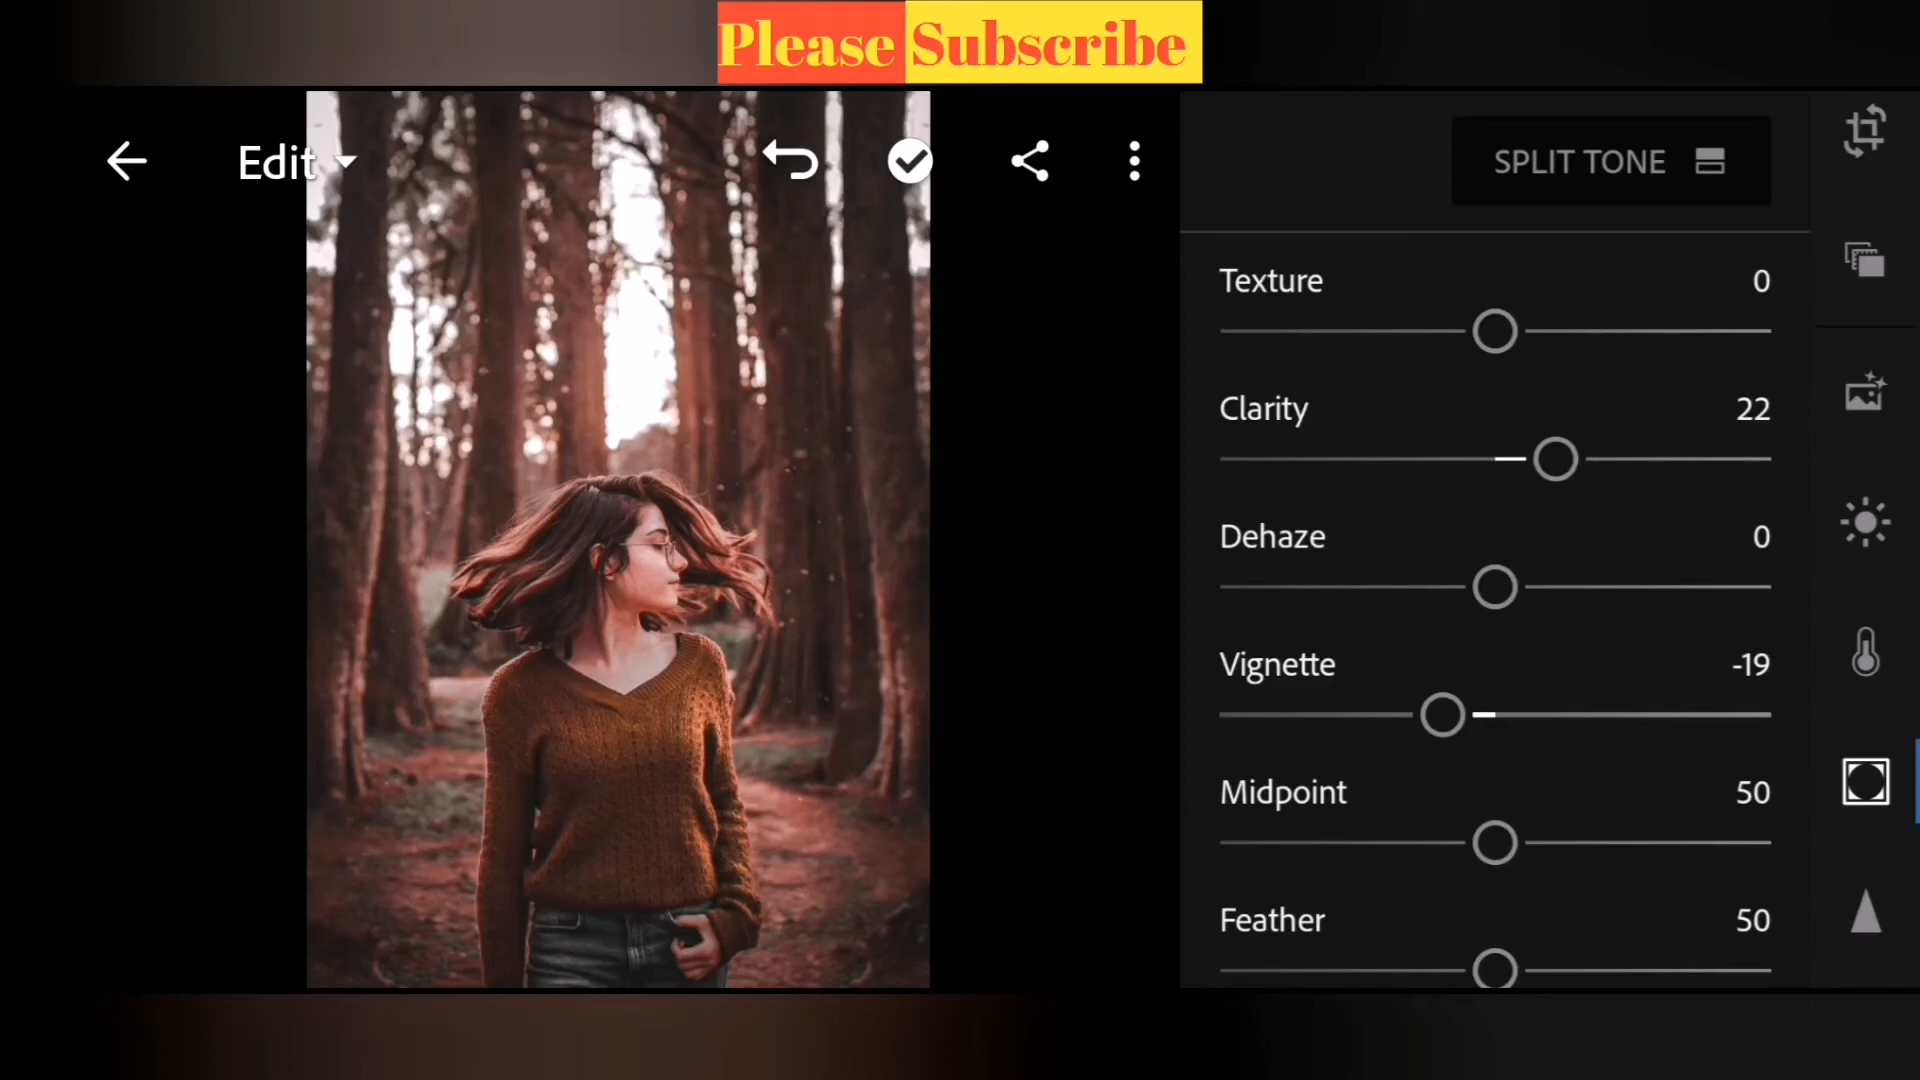 Please Subscribe
Edit
SPLIT TONE
Texture 0
Clarity 22
Dehaze 0
Vignette -19
Midpoint 50
Feather 50